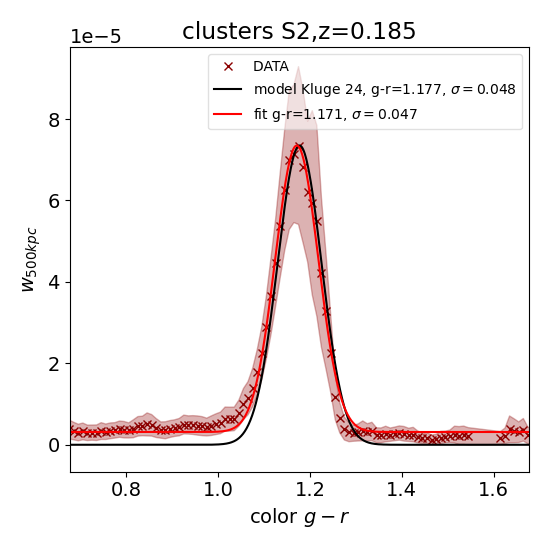 clusters S2,z=0.185
1e−5
DATA
model Kluge 24, g-r=1.177, σ = 0.048
fit g-r=1.171, σ = 0.047
8
6
4
2
0
w500kpc
0.8 1.0 1.2 1.4 1.6
color g − r